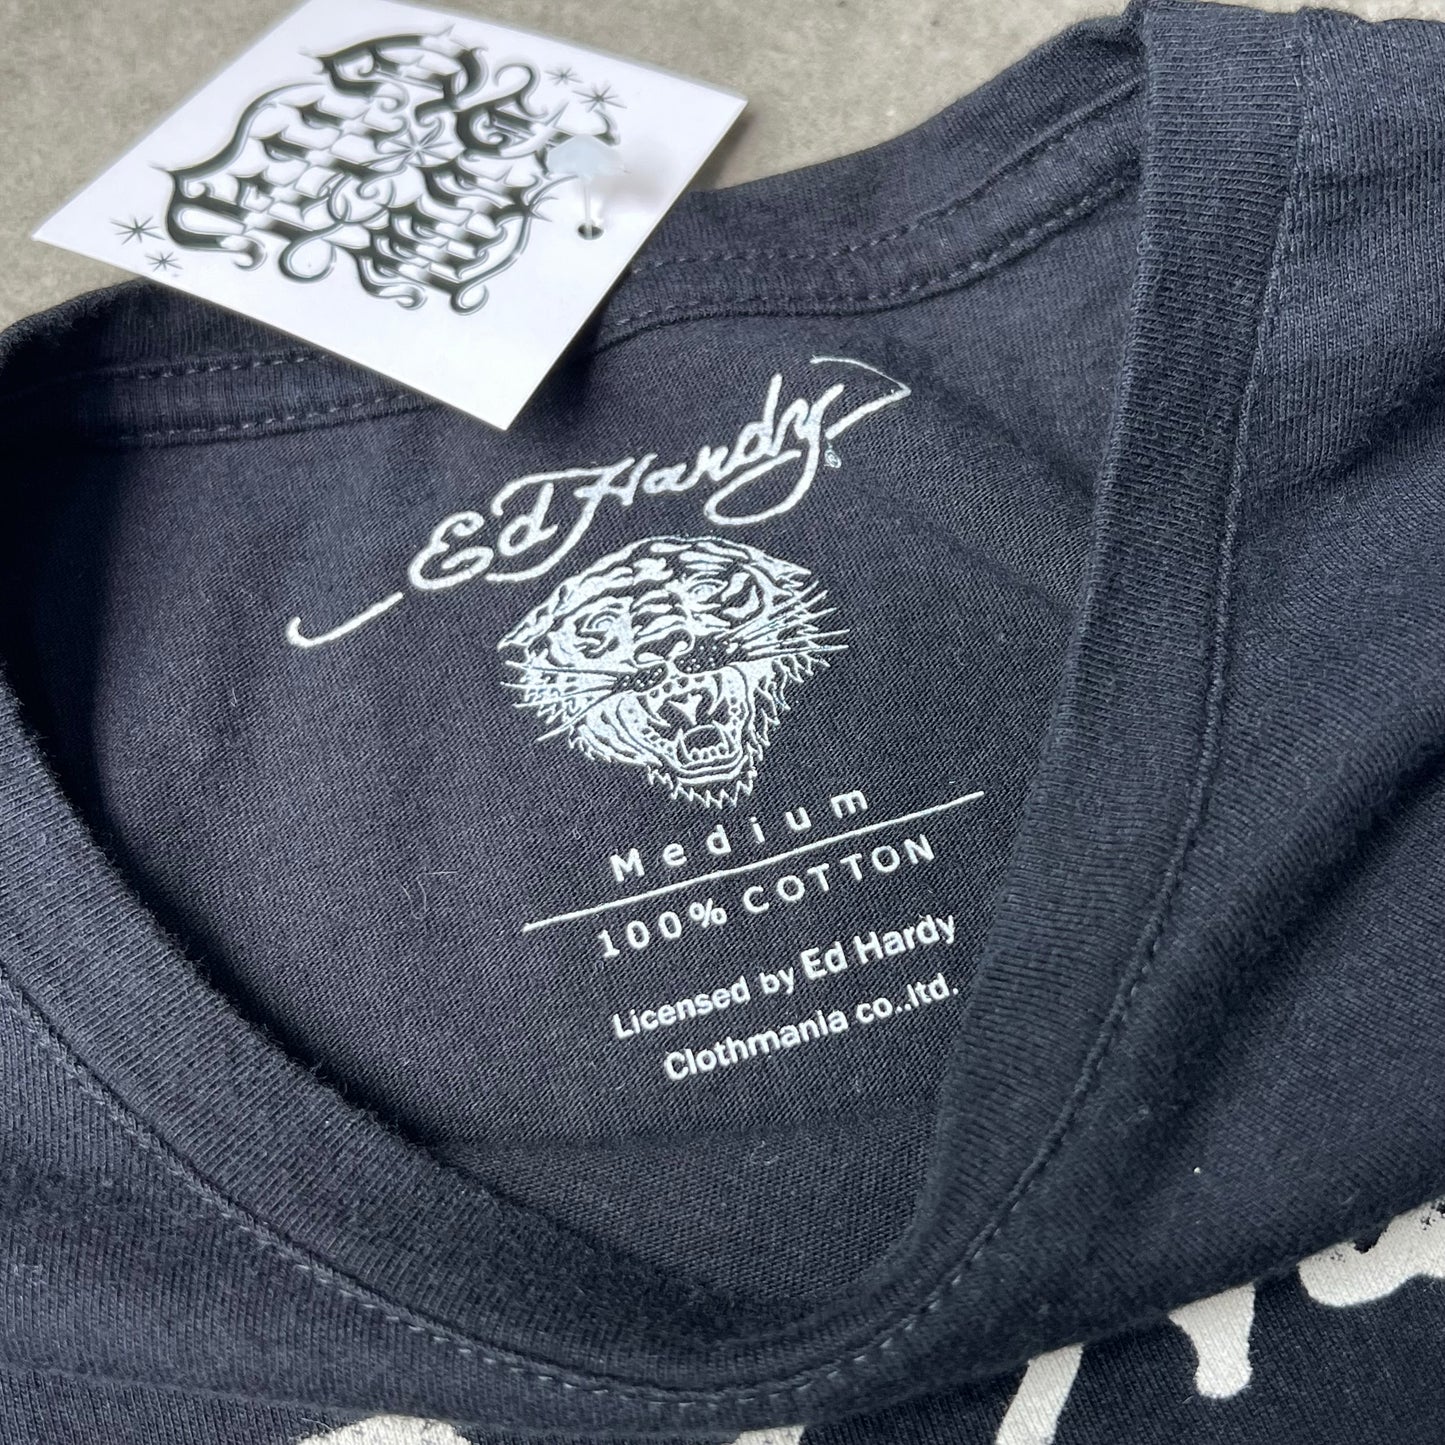 Ed Hardy®
Medium
100% COTTON
Licensed by Ed Hardy
Clothmania co..ltd.